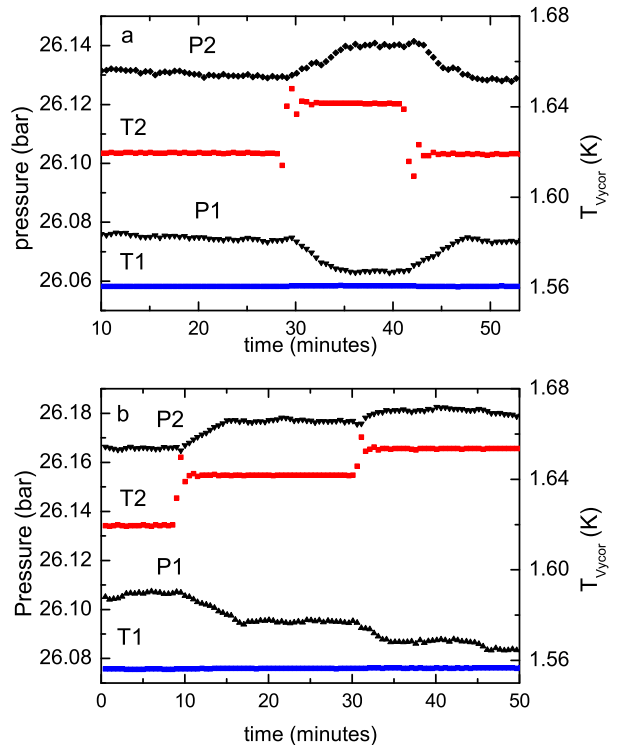 a
P2
T2
P1
T1
26.14
26.12
26.10
26.08
26.06
pressure (bar)
1.68
1.64
1.60
1.56
T_Vycor (K)
10 20 30 40 50
time (minutes)
b
P2
T2
P1
T1
26.18
26.16
26.14
26.12
26.10
26.08
Pressure (bar)
1.68
1.64
1.60
1.56
T_Vycor (K)
0 10 20 30 40 50
time (minutes)